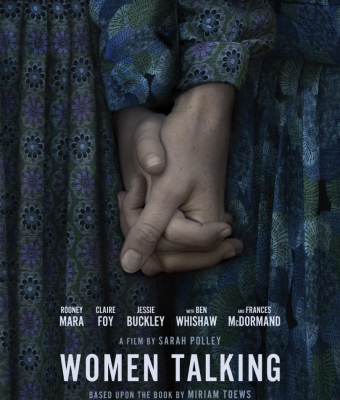 ROONEY MARA CLAIRE FOY JESSIE BUCKLEY WITH BEN WHISHAW AND FRANCES McDORMAND
A FILM BY SARAH POLLEY
WOMEN TALKING
BASED UPON THE BOOK BY MIRIAM TOEWS